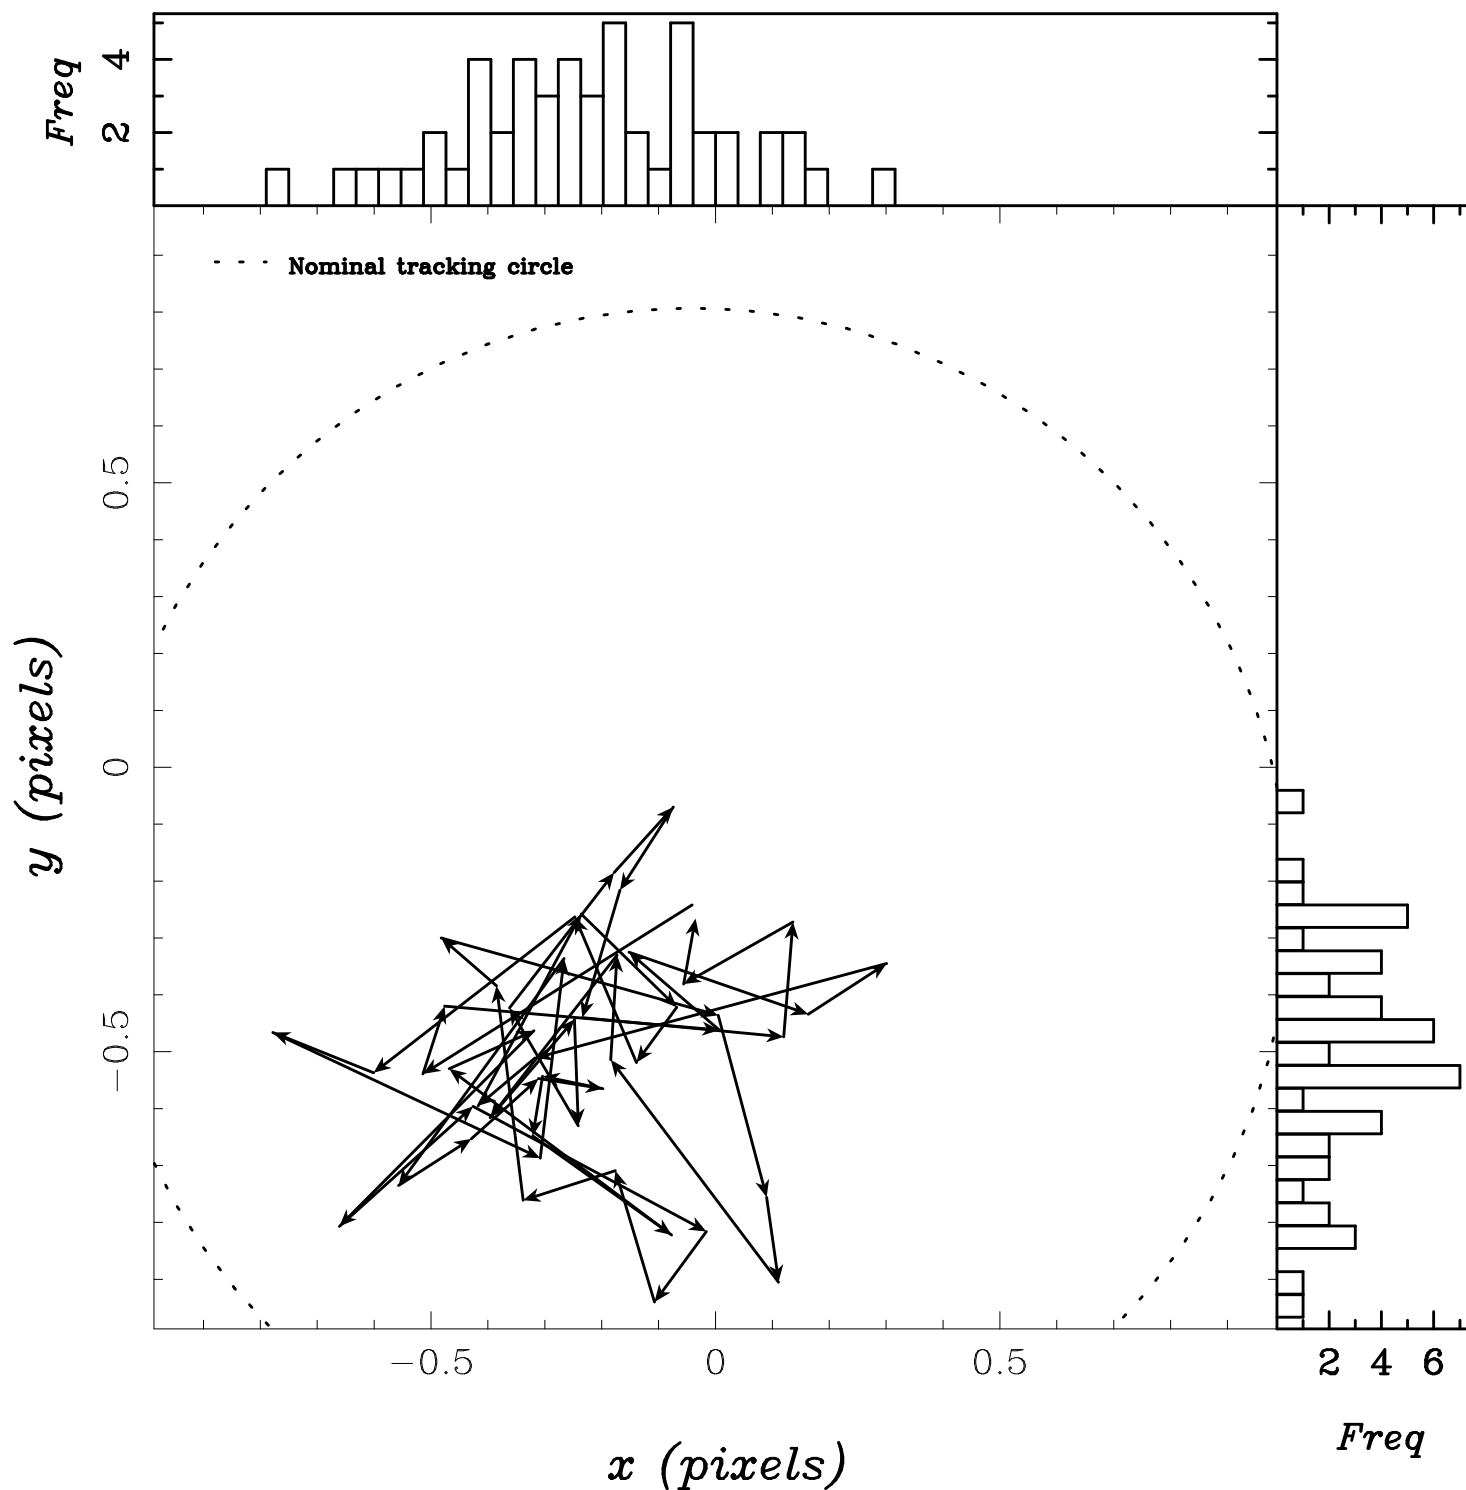 Freq
4
2
Nominal tracking circle
0.5
0
−0.5
y (pixels)
−0.5 0 0.5
2 4 6
x (pixels)
Freq